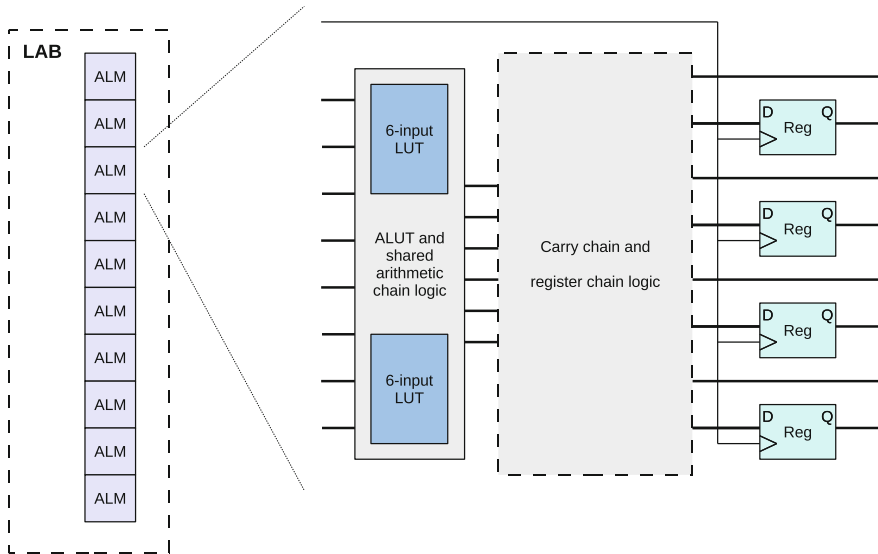 LAB
ALM
ALM
ALM
ALM
ALM
ALM
ALM
ALM
ALM
ALM
6-input
LUT
ALUT and
shared
arithmetic
chain logic
6-input
LUT
Carry chain and
register chain logic
D Q
Reg
D Q
Reg
D Q
Reg
D Q
Reg